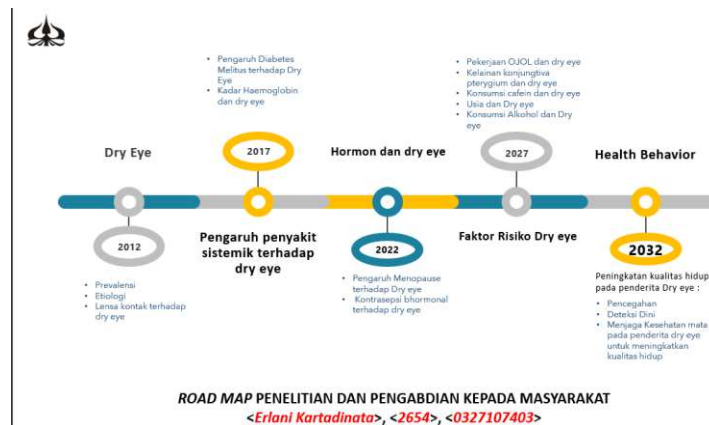 Dry Eye
2012
• Prevalensi
• Etiologi
• Lensa kontak terhadap
dry eye
• Pengaruh Diabetes
Melitus terhadap Dry
Eye
• Kadar Haemoglobin
dan dry eye
2017
Pengaruh penyakit
sistemik terhadap
dry eye
Hormon dan dry eye
2022
• Pengaruh Menopause
terhadap Dry eye
• Kontrasepsi bhormonal
terhadap dry eye
• Pekerjaan OJOL dan dry eye
• Kelainan konjungtiva
pterygium dan dry eye
• Konsumsi cafein dan dry eye
• Usia dan Dry eye
• Konsumsi Alkohol dan Dry
eye
2027
Faktor Risiko Dry eye
Health Behavior
2032
Peningkatan kualitas hidup
pada penderita Dry eye :
• Pencegahan
• Deteksi Dini
• Menjaga Kesehatan mata
pada penderita dry eye
untuk meningkatkan
kualitas hidup
ROAD MAP PENELITIAN DAN PENGABDIAN KEPADA MASYARAKAT
<Erlani Kartadinata>, <2654>, <0327107403>